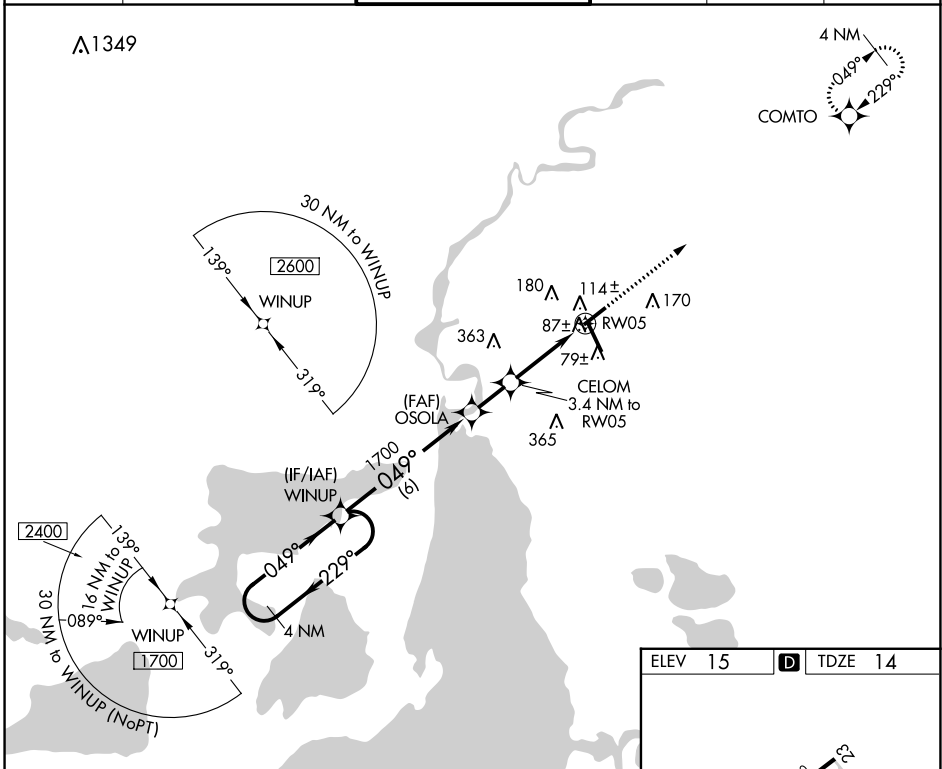 1349
4 NM
049°
229°
COMTO
30 NM to WINUP
139°
2600
WINUP
319°
180
114±
170
87±
RW05
363
79±
CELOM
3.4 NM to
RW05
(FAF)
OSOLA
365
1700
049°
(6)
(IF/IAF)
WINUP
049°
229°
4 NM
2400
139°
16 NM to
WINUP
089°
30 NM to WINUP (NoPT)
WINUP
1700
319°
ELEV 15
D
TDZE 14
23